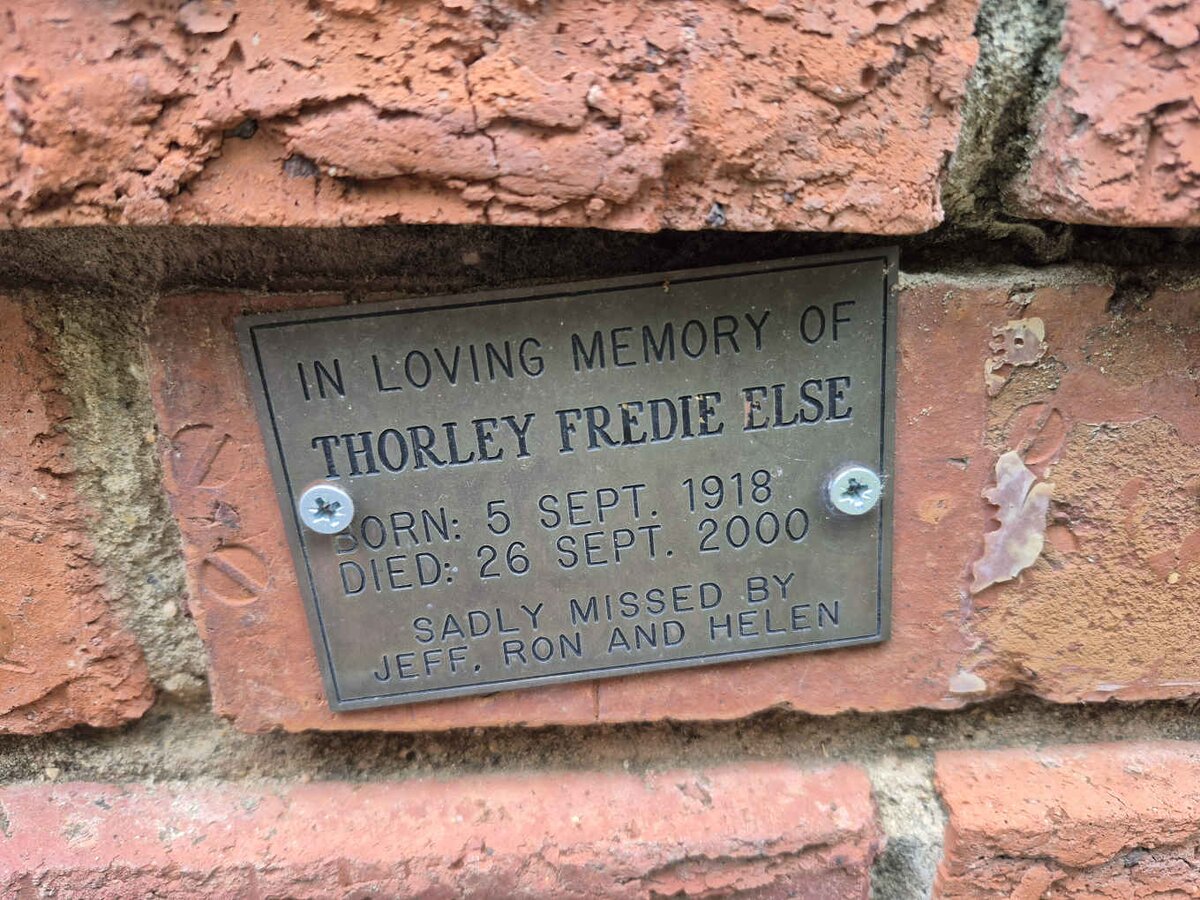 IN LOVING MEMORY OF
THORLEY FREDIE ELSE
BORN: 5 SEPT. 1918
DIED: 26 SEPT. 2000
SADLY MISSED BY
JEFF, RON AND HELEN